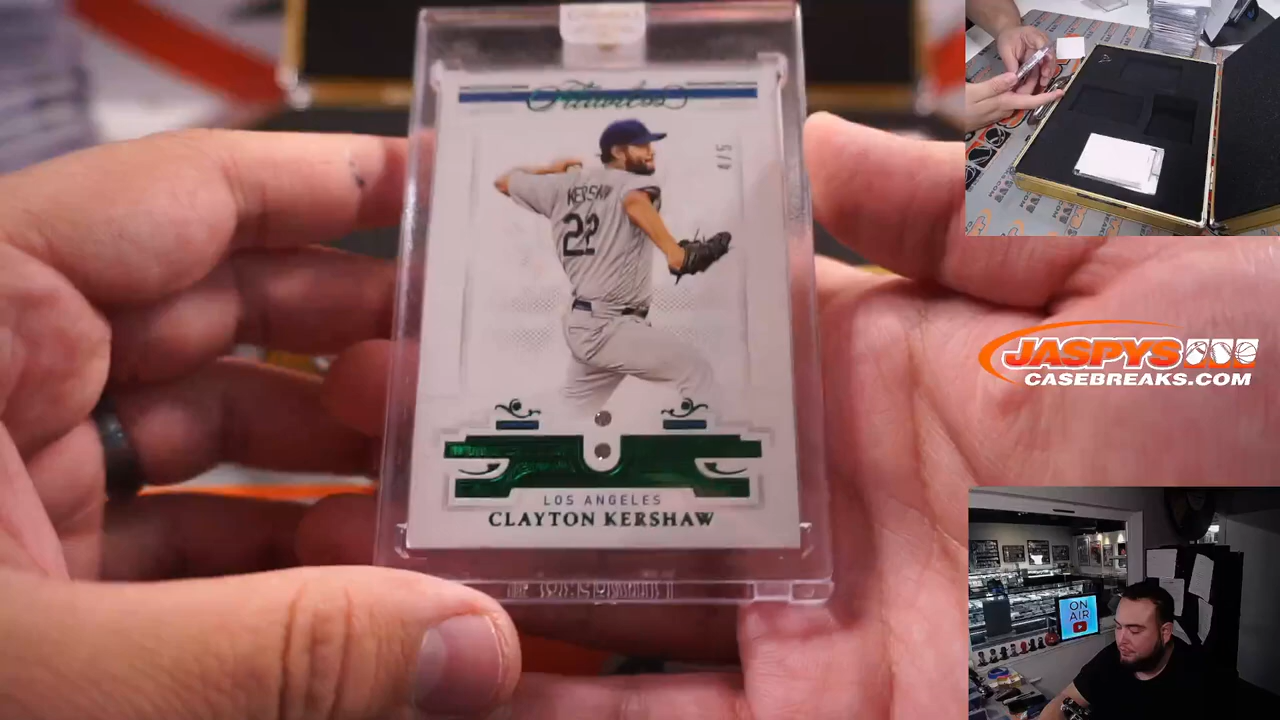 Flawless
4/5
KERSHAW
22
LOS ANGELES
CLAYTON KERSHAW
JASPYS
CASEBREAKS.COM
ON
AIR